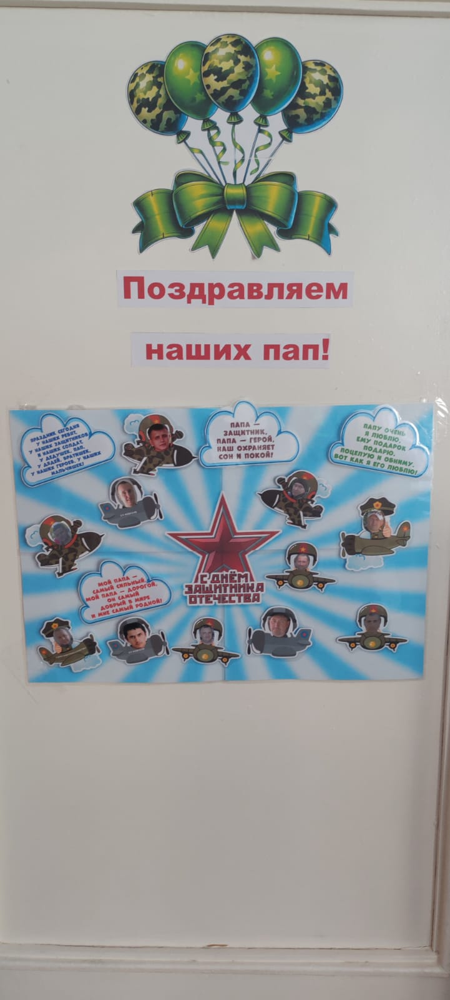 Поздравляем
наших пап!
ПРАЗДНИК СЕГОДНЯ
У НАШИХ РЕБЯТ,
У НАШИХ ЗАЩИТНИКОВ
И НАШИХ СОЛДАТ,
У ДЕДУШЕК, ПАП,
У ДЯДЕЙ, БРАТИШЕК,
У НАШИХ ГЕРОЕВ, У НАШИХ
МАЛЬЧИШЕК!
ПАПА —
ЗАЩИТНИК,
ПАПА — ГЕРОЙ,
НАШ ОХРАНЯЕТ
СОН И ПОКОЙ!
ПАПУ ОЧЕНЬ
Я ЛЮБЛЮ,
ЕМУ ПОДАРОК
ПОДАРЮ,
ПОЦЕЛУЮ И ОБНИМУ.
ВОТ КАК Я ЕГО ЛЮБЛЮ!
МОЙ ПАПА —
САМЫЙ СИЛЬНЫЙ,
МОЙ ПАПА — ДОРОГОЙ,
ОН САМЫЙ
ДОБРЫЙ В МИРЕ
И МНЕ САМЫЙ РОДНОЙ!
С ДНЁМ
ЗАЩИТНИКА
ОТЕЧЕСТВА